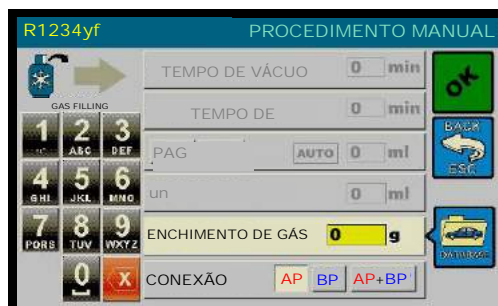 R1234yf PROCEDIMENTO MANUAL
TEMPO DE VÁCUO 0 min
GAS FILLING
TEMPO DE 0 min
OK
1 2 ABC 3 DEF
PAG AUTO 0 ml
BACK
ESC
4 GHI 5 JKL 6 MNO
un 0 ml
7 PQRS 8 TUV 9 WXYZ
ENCHIMENTO DE GÁS 0 g
DATABASE
0 X
CONEXÃO AP BP AP+BP